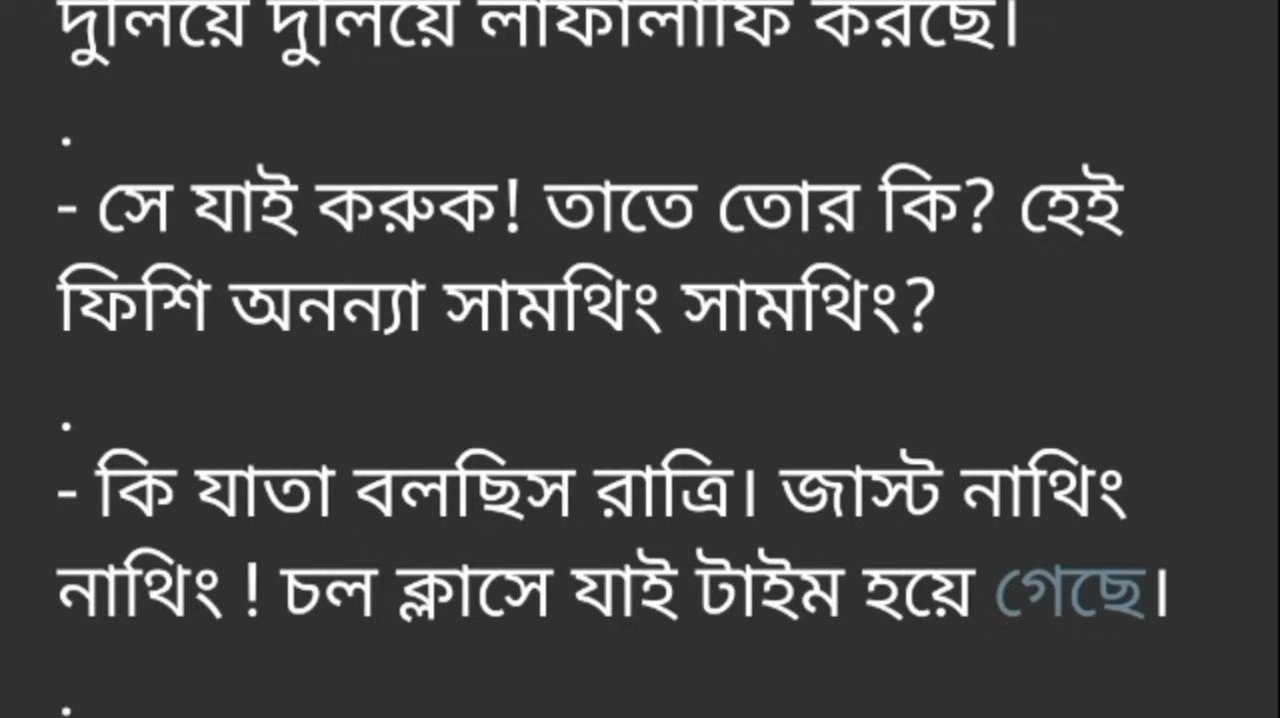 দুলিয়ে দুলিয়ে লাফালাফি করছে।
.
- সে যাই করুক! তাতে তোর কি? হেই
ফিশি অনন্যা সামথিং সামথিং?
.
- কি যাতা বলছিস রাত্রি। জাস্ট নাথিং
নাথিং ! চল ক্লাসে যাই টাইম হয়ে গেছে।
.